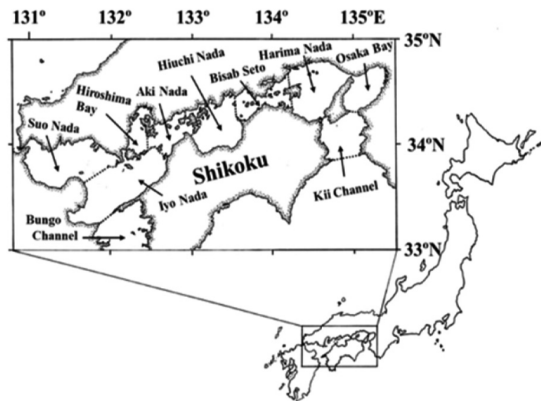 131° 132° 133° 134° 135°E
35°N
Hiuchi Nada
Harima Nada
Osaka Bay
Bisab Seto
Hiroshima
Bay
Aki Nada
Suo Nada
34°N
Shikoku
Iyo Nada
Kii Channel
Bungo
Channel
33°N